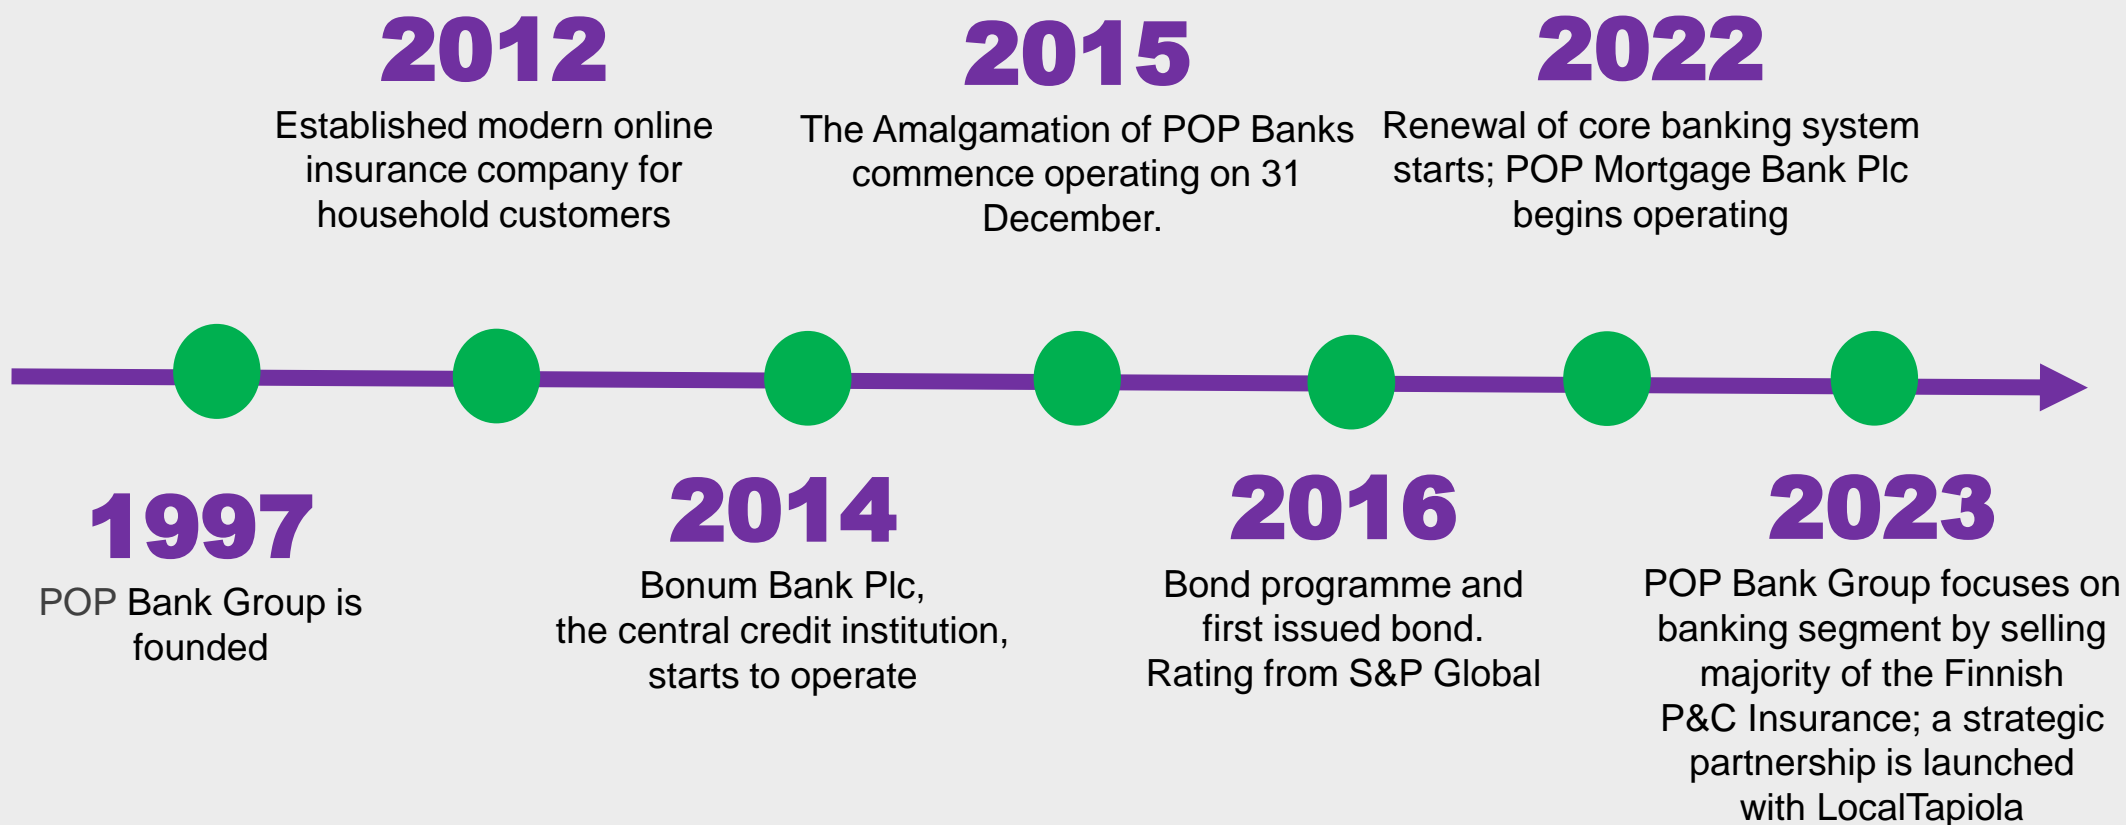 2012
Established modern online
insurance company for
household customers
2015
The Amalgamation of POP Banks
commence operating on 31
December.
2022
Renewal of core banking system
starts; POP Mortgage Bank Plc
begins operating
1997
POP Bank Group is
founded
2014
Bonum Bank Plc,
the central credit institution,
starts to operate
2016
Bond programme and
first issued bond.
Rating from S&P Global
2023
POP Bank Group focuses on
banking segment by selling
majority of the Finnish
P&C Insurance; a strategic
partnership is launched
with LocalTapiola